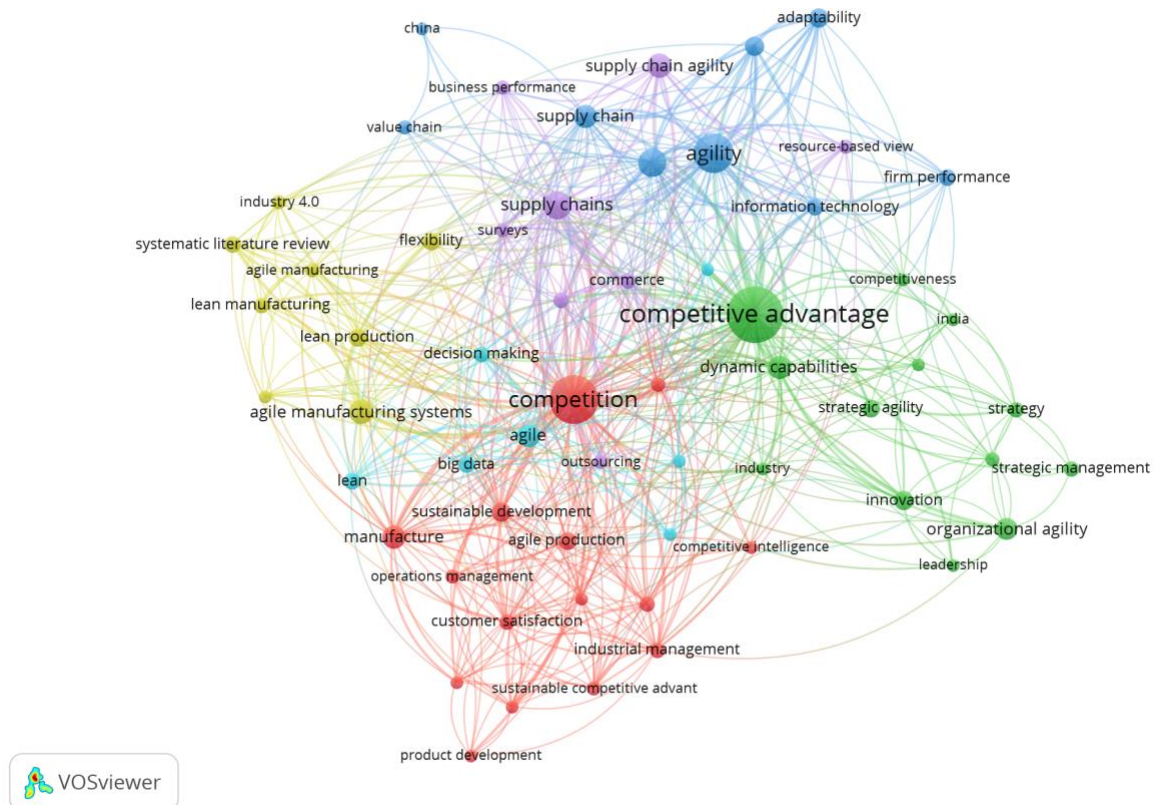 adaptability
china
supply chain agility
business performance
supply chain
value chain
agility
resource-based view
firm performance
industry 4.0
supply chains
information technology
surveys
systematic literature review
flexibility
agile manufacturing
commerce
competitiveness
lean manufacturing
competitive advantage
india
lean production
decision making
dynamic capabilities
competition
agile manufacturing systems
strategic agility
strategy
agile
big data
outsourcing
industry
strategic management
lean
innovation
sustainable development
organizational agility
manufacture
agile production
competitive intelligence
leadership
operations management
customer satisfaction
industrial management
sustainable competitive advant
product development
VOSviewer